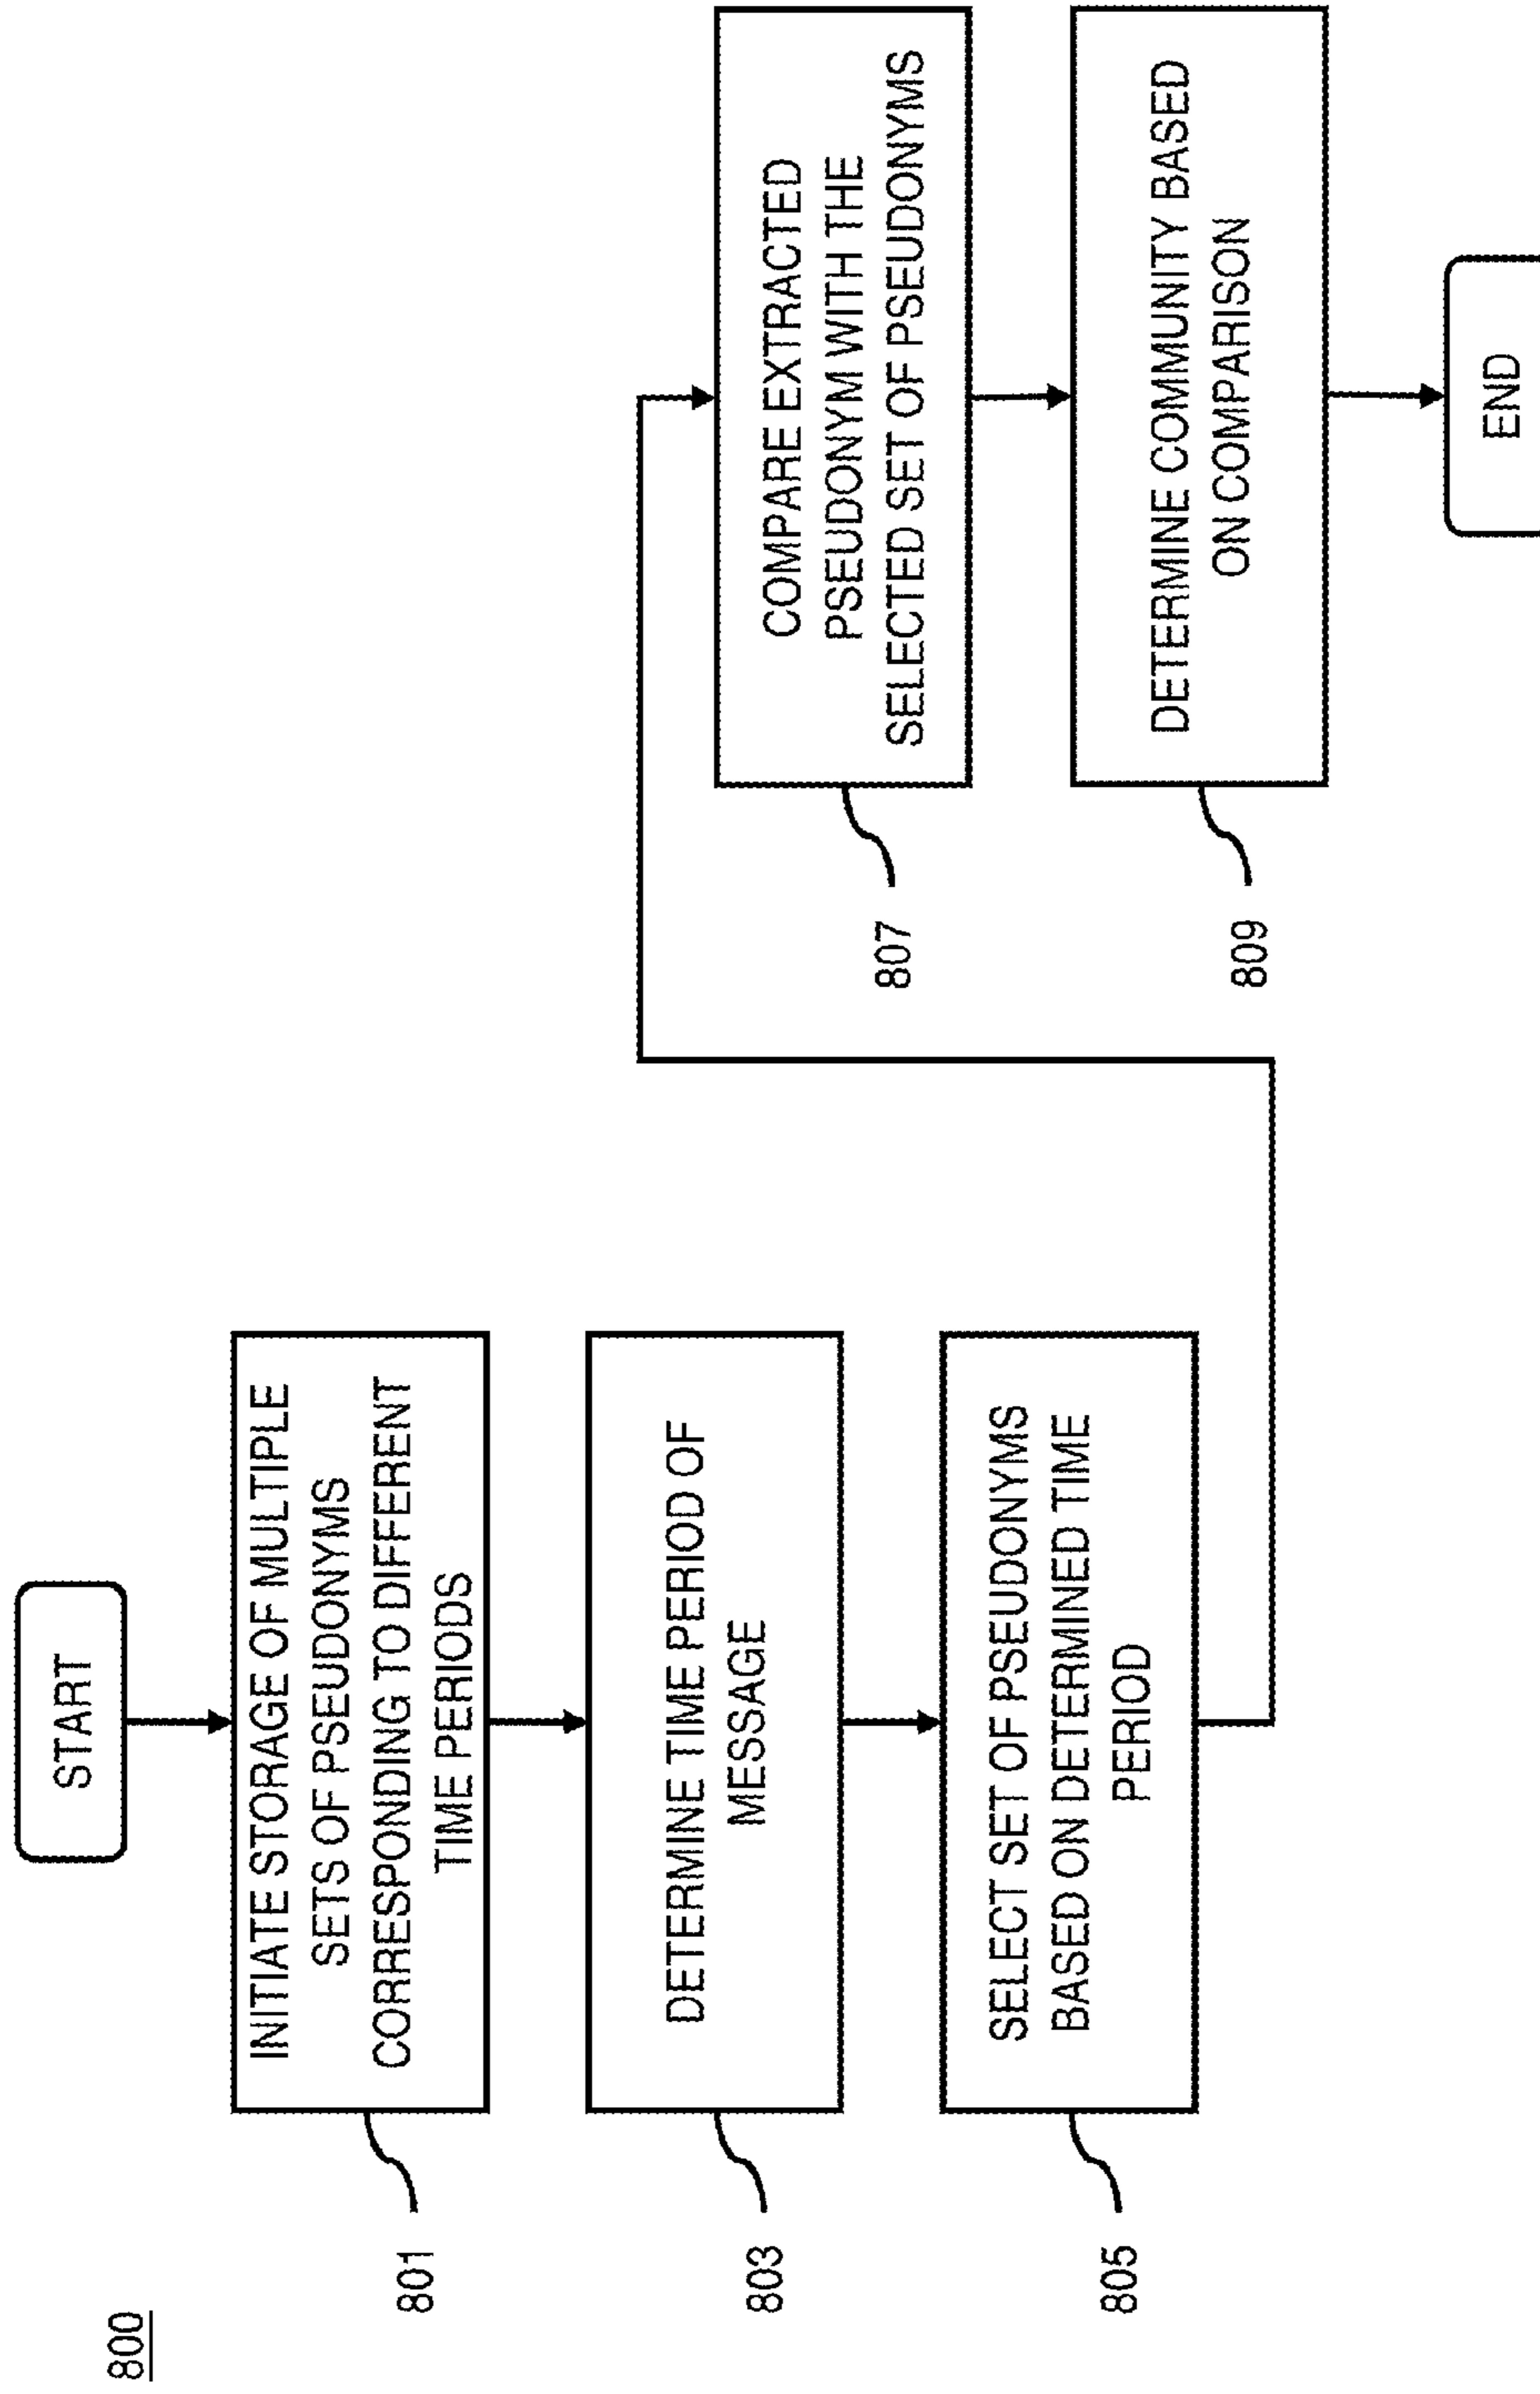 800
START
801
INITIATE STORAGE OF MULTIPLE
SETS OF PSEUDONYMS
CORRESPONDING TO DIFFERENT
TIME PERIODS
803
DETERMINE TIME PERIOD OF
MESSAGE
805
SELECT SET OF PSEUDONYMS
BASED ON DETERMINED TIME
PERIOD
807
COMPARE EXTRACTED
PSEUDONYM WITH THE
SELECTED SET OF PSEUDONYMS
809
DETERMINE COMMUNITY BASED
ON COMPARISON
END